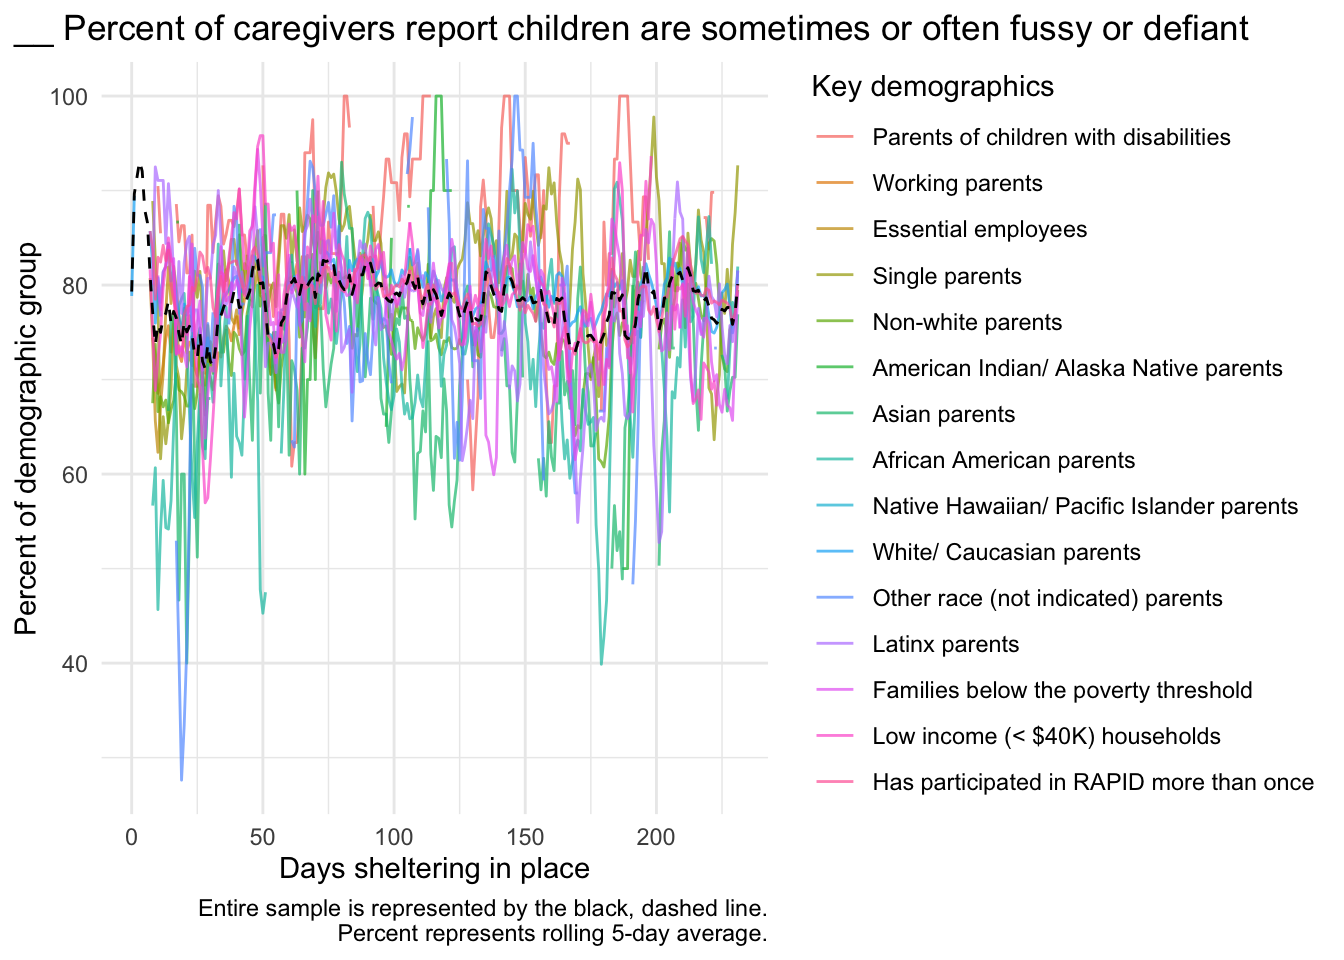 __ Percent of caregivers report children are sometimes or often fussy or defiant
Percent of demographic group
100
80
60
40
0
50
100
150
200
Days sheltering in place
Key demographics
Parents of children with disabilities
Working parents
Essential employees
Single parents
Non-white parents
American Indian/ Alaska Native parents
Asian parents
African American parents
Native Hawaiian/ Pacific Islander parents
White/ Caucasian parents
Other race (not indicated) parents
Latinx parents
Families below the poverty threshold
Low income (< $40K) households
Has participated in RAPID more than once
Entire sample is represented by the black, dashed line.
Percent represents rolling 5-day average.